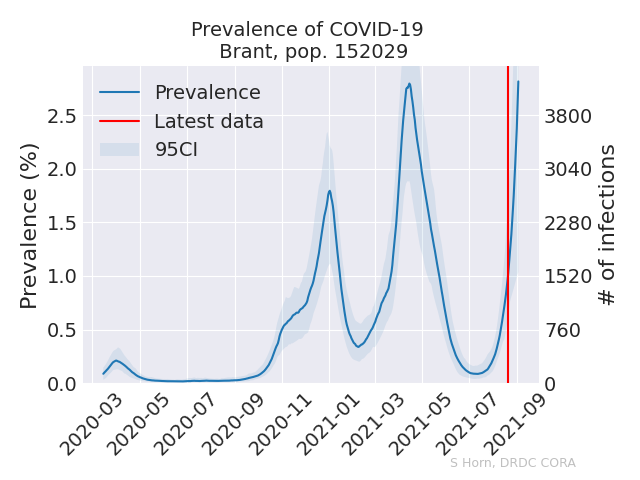 Prevalence of COVID-19
Brant, pop. 152029
Prevalence
Latest data
95CI
Prevalence (%)
2.5
2.0
1.5
1.0
0.5
0.0
3800
3040
2280
1520
760
0
# of infections
2020-03
2020-05
2020-07
2020-09
2020-11
2021-01
2021-03
2021-05
2021-07
2021-09
S Horn, DRDC CORA